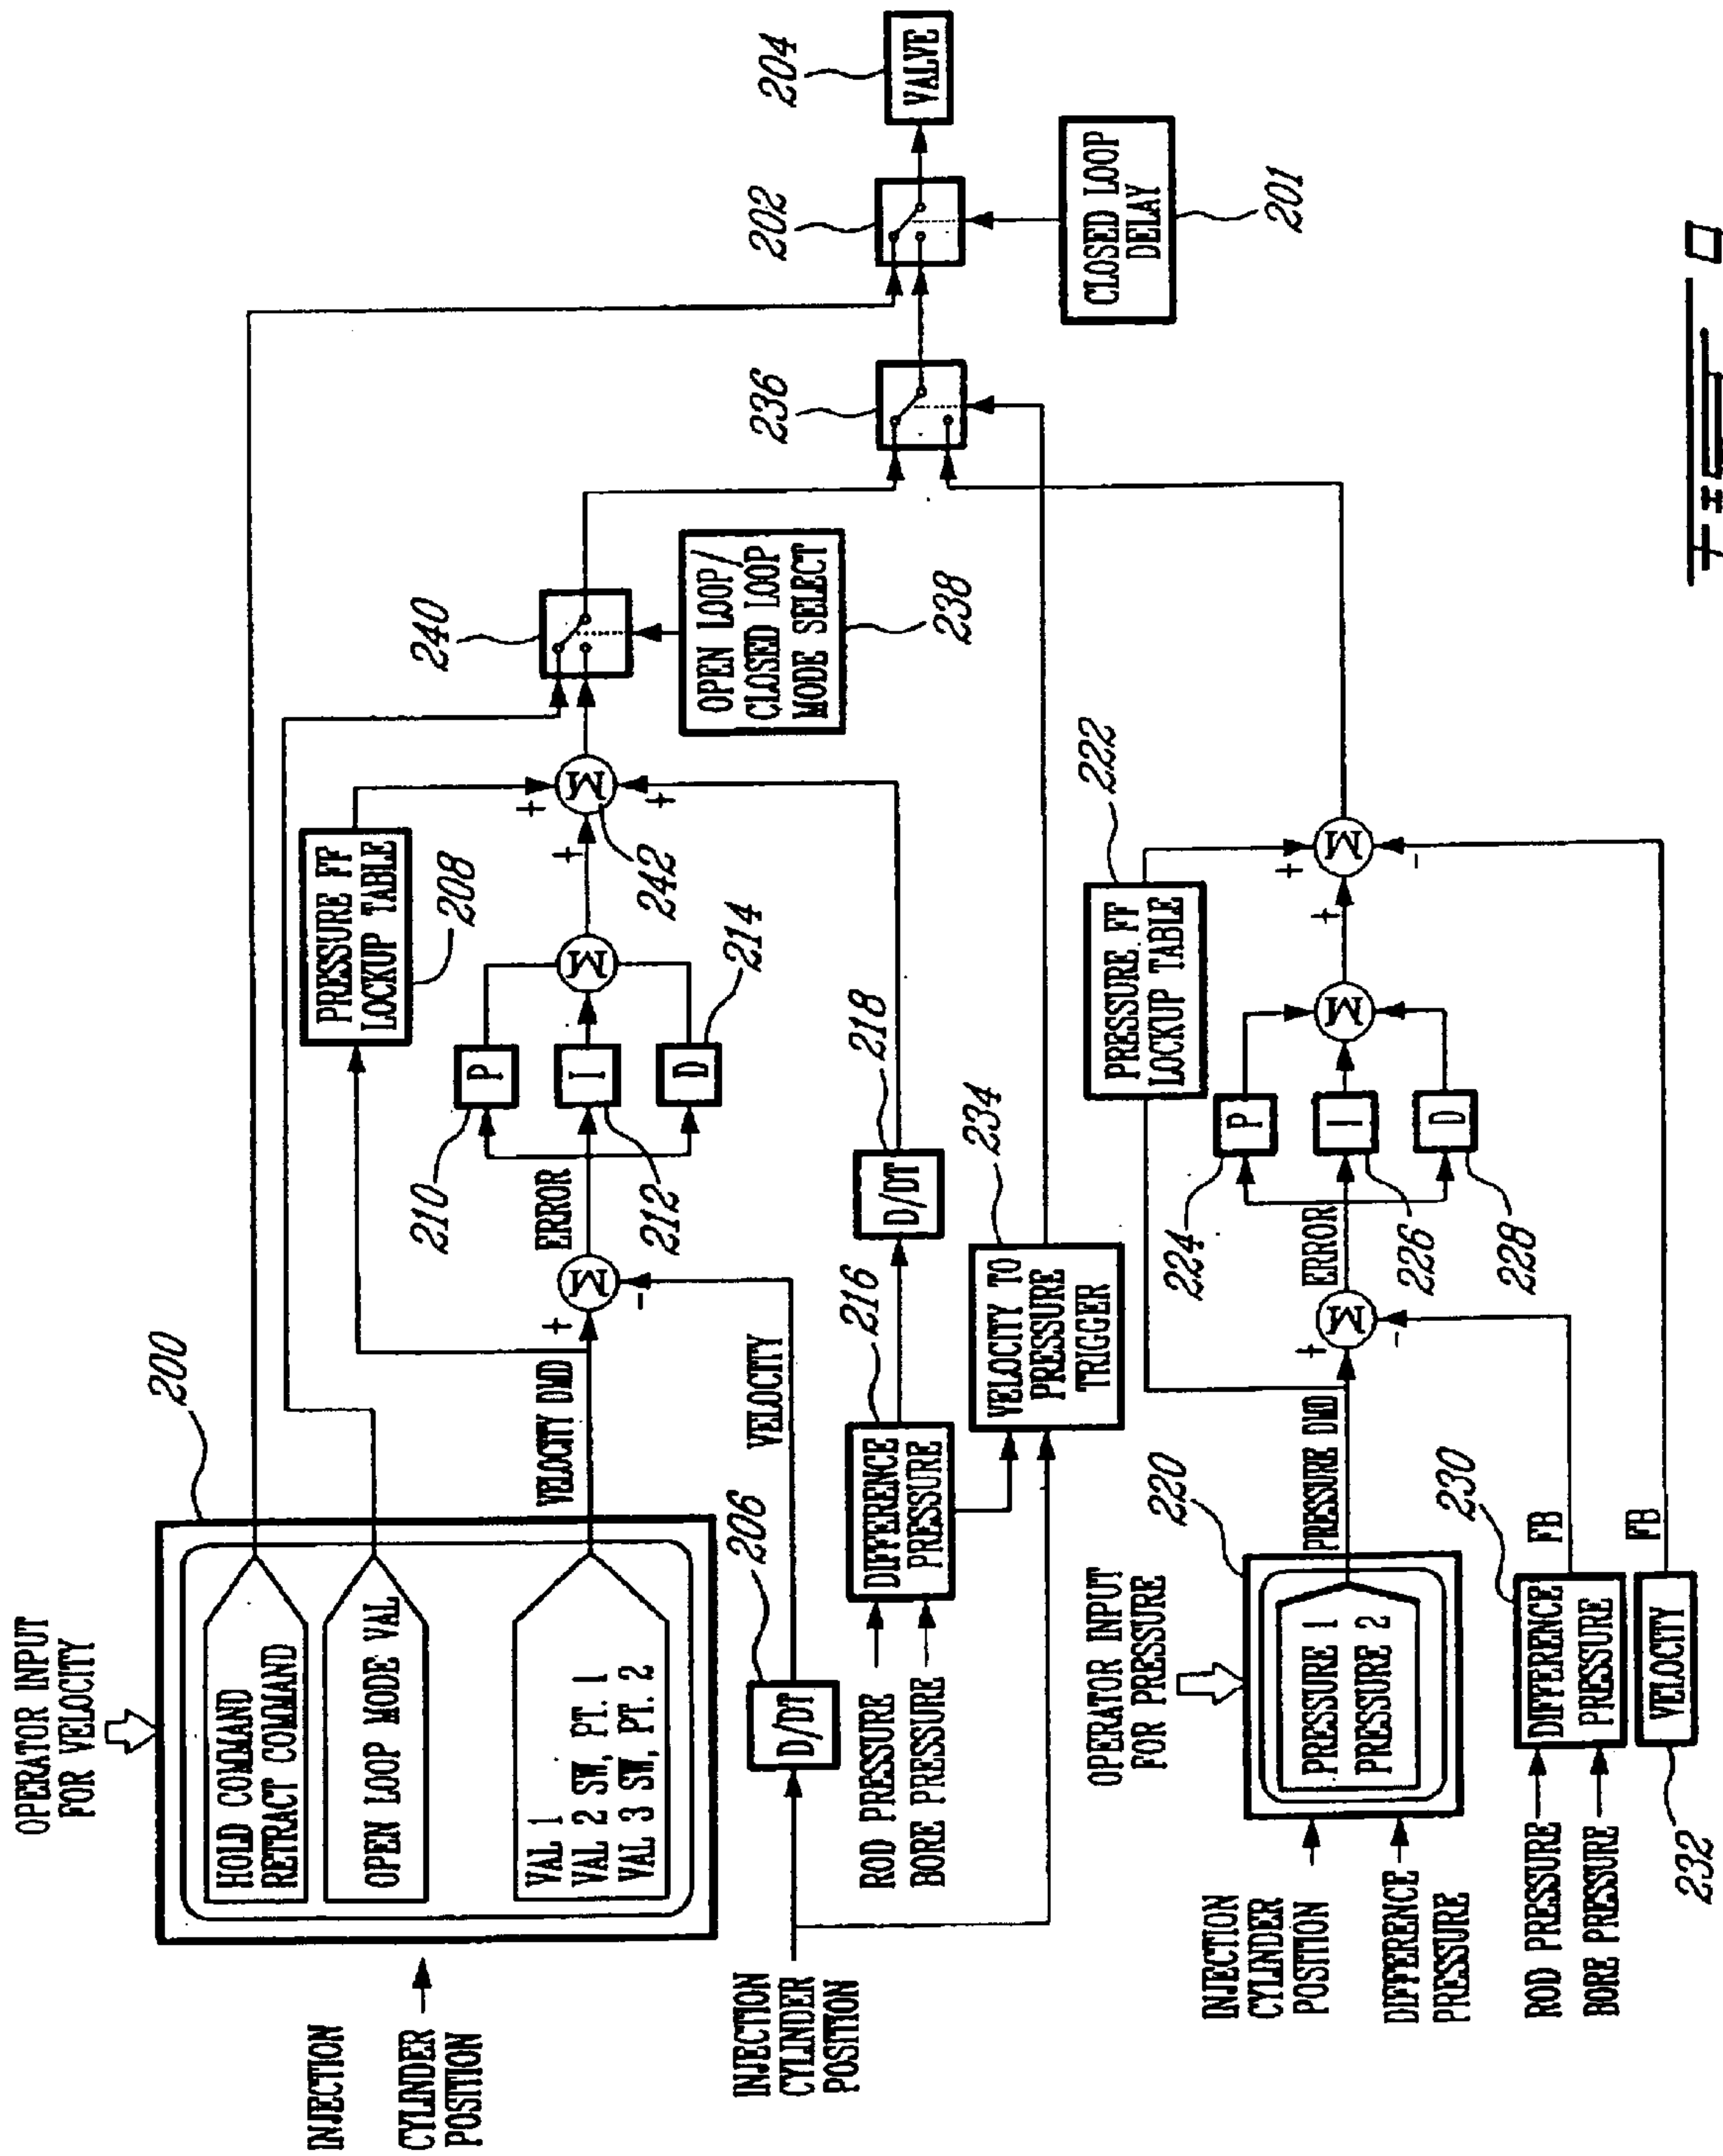 OPERATOR INPUT
FOR VELOCITY
200
HOLD COMMAND
RETRACT COMMAND
OPEN LOOP MODE VAL
VAL 1
VAL 2 SW, PT. 1
VAL 3 SW, PT. 2
INJECTION
CYLINDER
POSITION
VELOCITY DMD
+
-
M
ERROR
PRESSURE FF
LOCKUP TABLE
208
210
P
I
212
D
214
M
+
+
+
M
242
240
OPEN LOOP/
CLOSED LOOP
MODE SELECT
238
236
202
204
VALVE
CLOSED LOOP
DELAY
201
INJECTION
CYLINDER
POSITION
206
D/DT
VELOCITY
ROD PRESSURE
BORE PRESSURE
216
DIFFERENCE
PRESSURE
218
D/DT
234
VELOCITY TO
PRESSURE
TRIGGER
OPERATOR INPUT
FOR PRESSURE
220
PRESSURE 1
PRESSURE 2
INJECTION
CYLINDER
POSITION
DIFFERENCE
PRESSURE
PRESSURE DMD
+
-
M
ERROR
222
PRESSURE FF
LOCKUP TABLE
224
P
I
226
D
228
M
+
+
-
M
ROD PRESSURE
BORE PRESSURE
230
DIFFERENCE
PRESSURE
FB
VELOCITY
232
FB